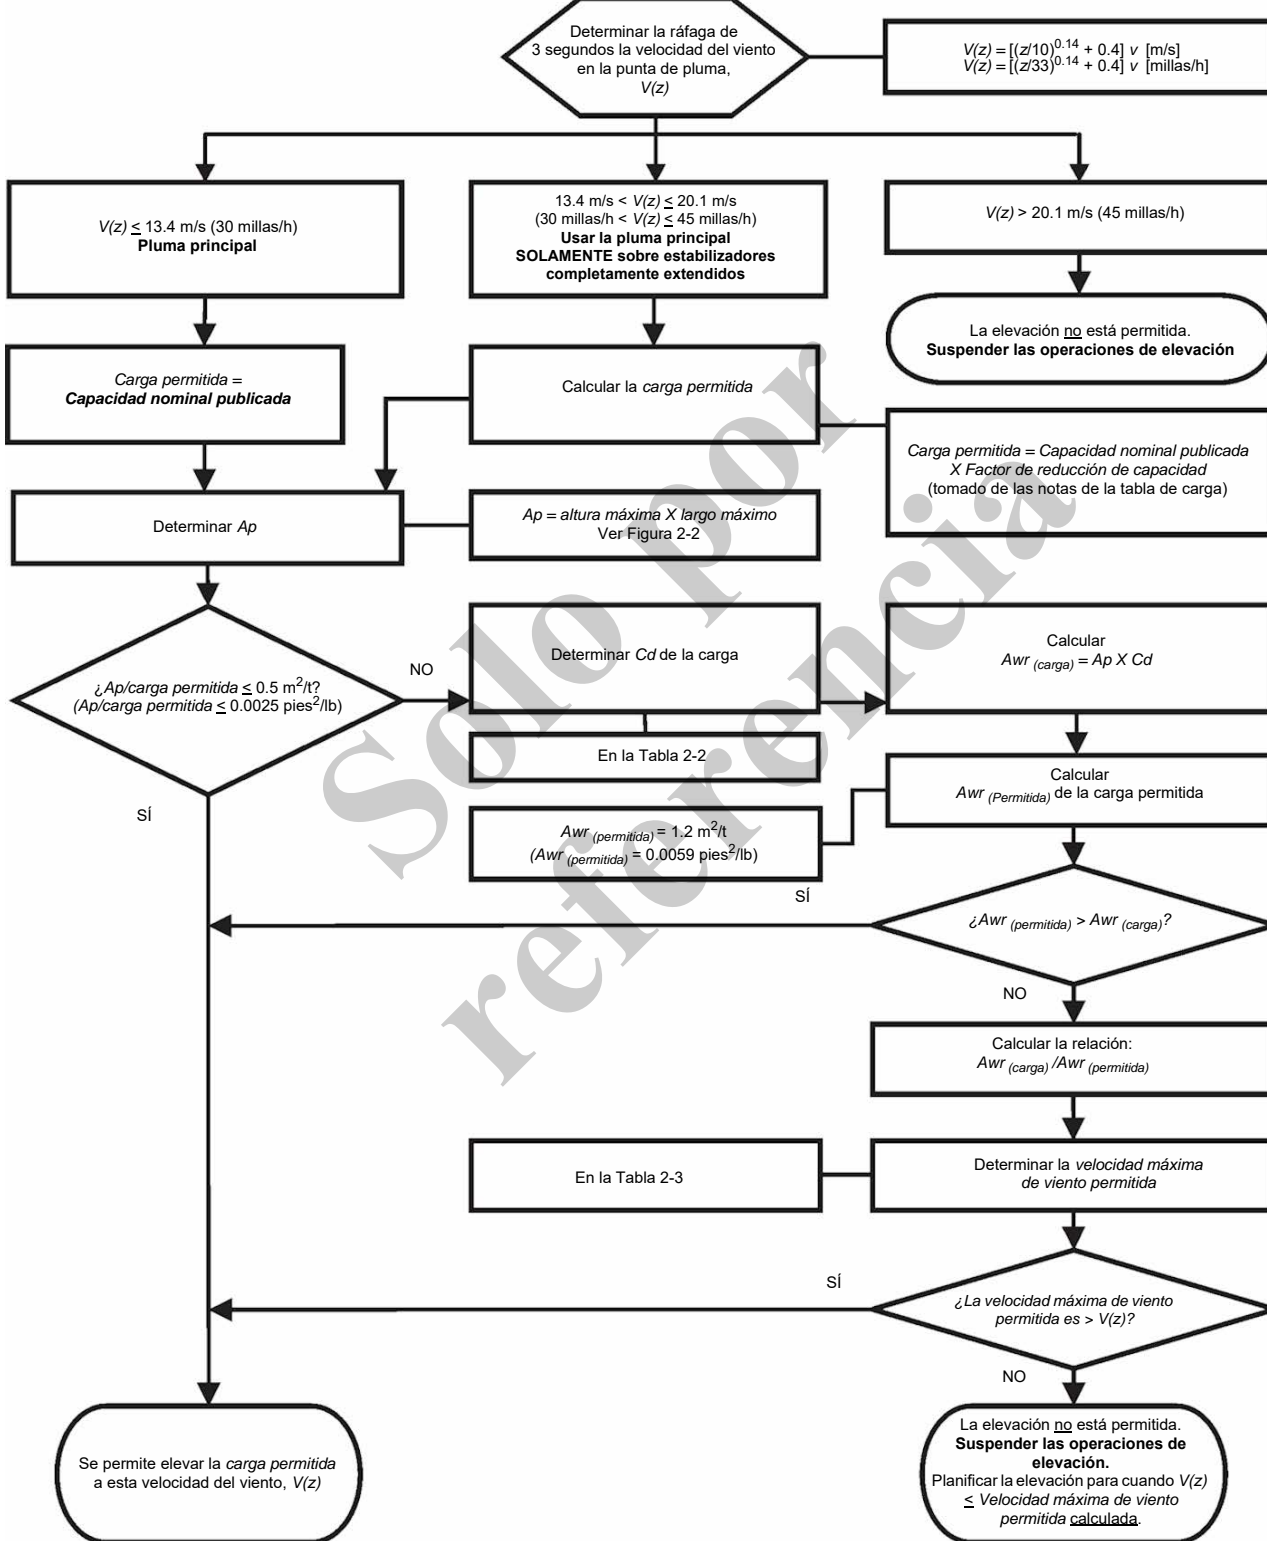 Determinar la ráfaga de
3 segundos la velocidad del viento
en la punta de pluma,
V(z)
V(z) = [(z/10)^0.14 + 0.4] v [m/s]
V(z) = [(z/33)^0.14 + 0.4] v [millas/h]
V(z) ≤ 13.4 m/s (30 millas/h)
Pluma principal
13.4 m/s < V(z) ≤ 20.1 m/s
(30 millas/h < V(z) ≤ 45 millas/h)
Usar la pluma principal
SOLAMENTE sobre estabilizadores
completamente extendidos
V(z) > 20.1 m/s (45 millas/h)
La elevación no está permitida.
Suspender las operaciones de elevación
Carga permitida =
Capacidad nominal publicada
Calcular la carga permitida
Carga permitida = Capacidad nominal publicada
X Factor de reducción de capacidad
(tomado de las notas de la tabla de carga)
Determinar Ap
Ap = altura máxima X largo máximo
Ver Figura 2-2
¿Ap/carga permitida ≤ 0.5 m²/t?
(Ap/carga permitida ≤ 0.0025 pies²/lb)
NO
SÍ
Determinar Cd de la carga
En la Tabla 2-2
Calcular
Awr (carga) = Ap X Cd
Calcular
Awr (Permitida) de la carga permitida
Awr (permitida) = 1.2 m²/t
(Awr (permitida) = 0.0059 pies²/lb)
SÍ
¿Awr (permitida) > Awr (carga)?
NO
Calcular la relación:
Awr (carga) /Awr (permitida)
En la Tabla 2-3
Determinar la velocidad máxima
de viento permitida
SÍ
¿La velocidad máxima de viento
permitida es > V(z)?
NO
Se permite elevar la carga permitida
a esta velocidad del viento, V(z)
La elevación no está permitida.
Suspender las operaciones de
elevación.
Planificar la elevación para cuando V(z)
≤ Velocidad máxima de viento
permitida calculada.
Solo por
referencia